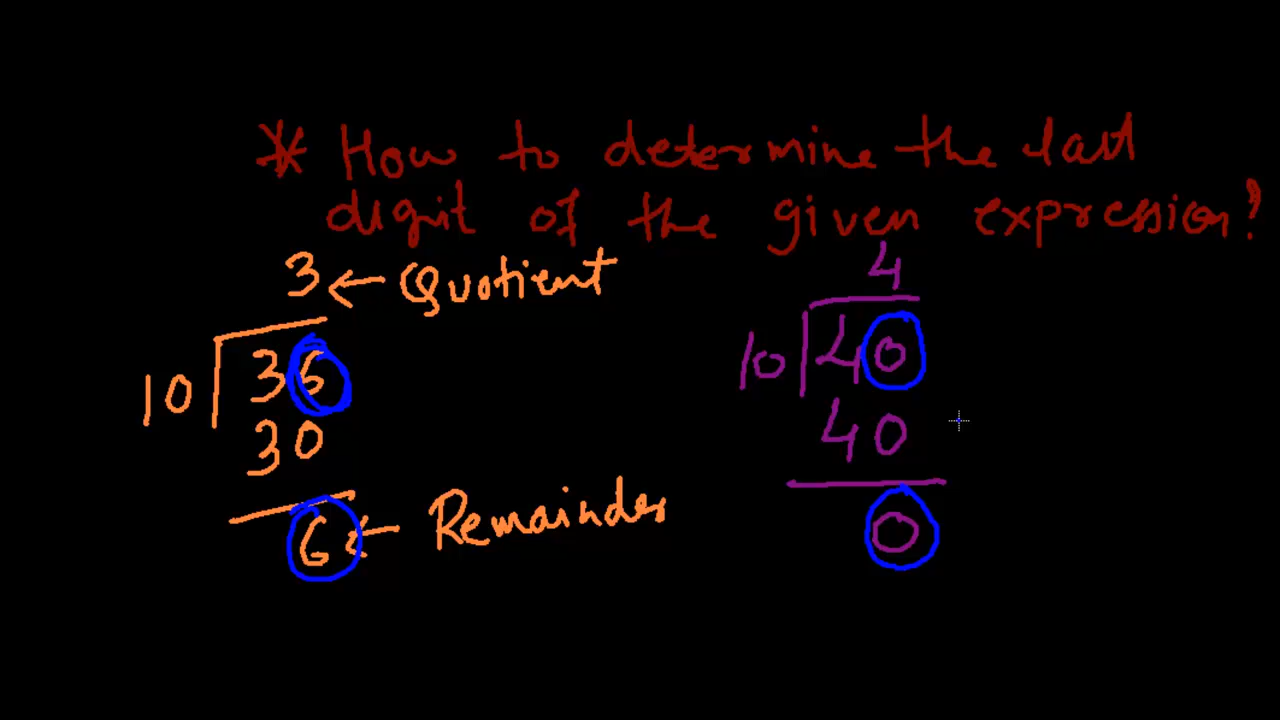 * How to determine the last
digit of the given expression?
3 ← Quotient
10 36
30
6 ← Remainder
4
10 40
40
0